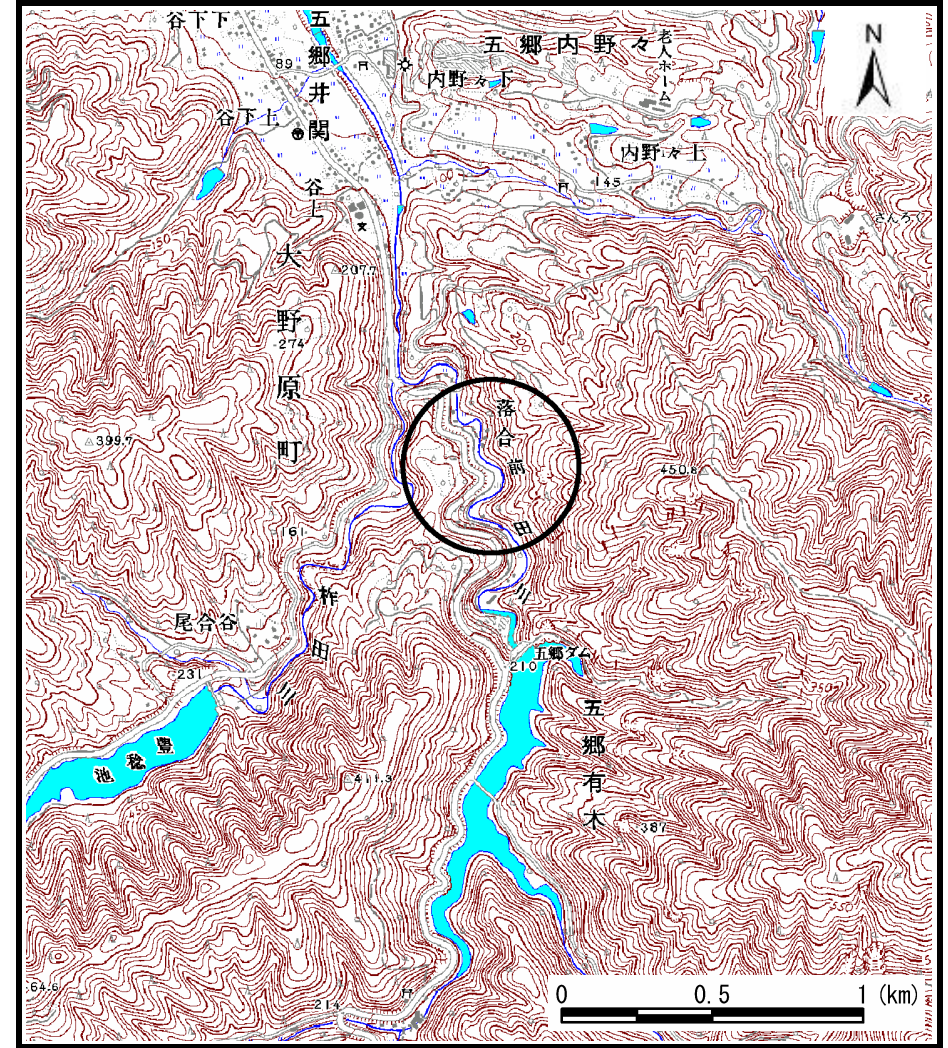 谷下下
五郷井関
五郷内野々
老人ホーム
N
89
内野々下
谷下上
内野々上
谷上
145
150
さんろく
大野原町
207.7
274
落合
399.7
前田川
450.8
161
柞田川
尾合谷
231
210
五郷ダム
豊稔池
五郷有木
411.3
387
64.6
214
0 0.5 1 (km)